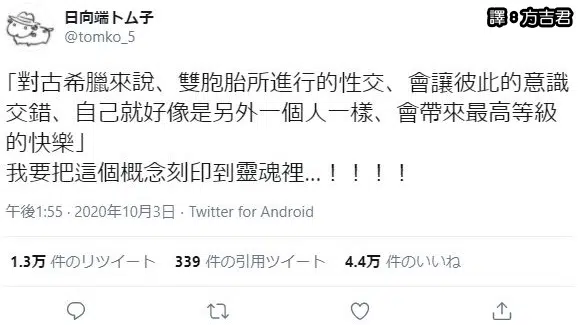 日向端トム子
@tomko_5
譯8方吉君
「對古希臘來說、雙胞胎所進行的性交、會讓彼此的意識
交錯、自己就好像是另外一個人一樣、會帶來最高等級
的快樂」
我要把這個概念刻印到靈魂裡...！！！！
午後1:55 · 2020年10月3日 · Twitter for Android
1.3万 件のリツイート 339 件の引用ツイート 4.4万 件のいいね